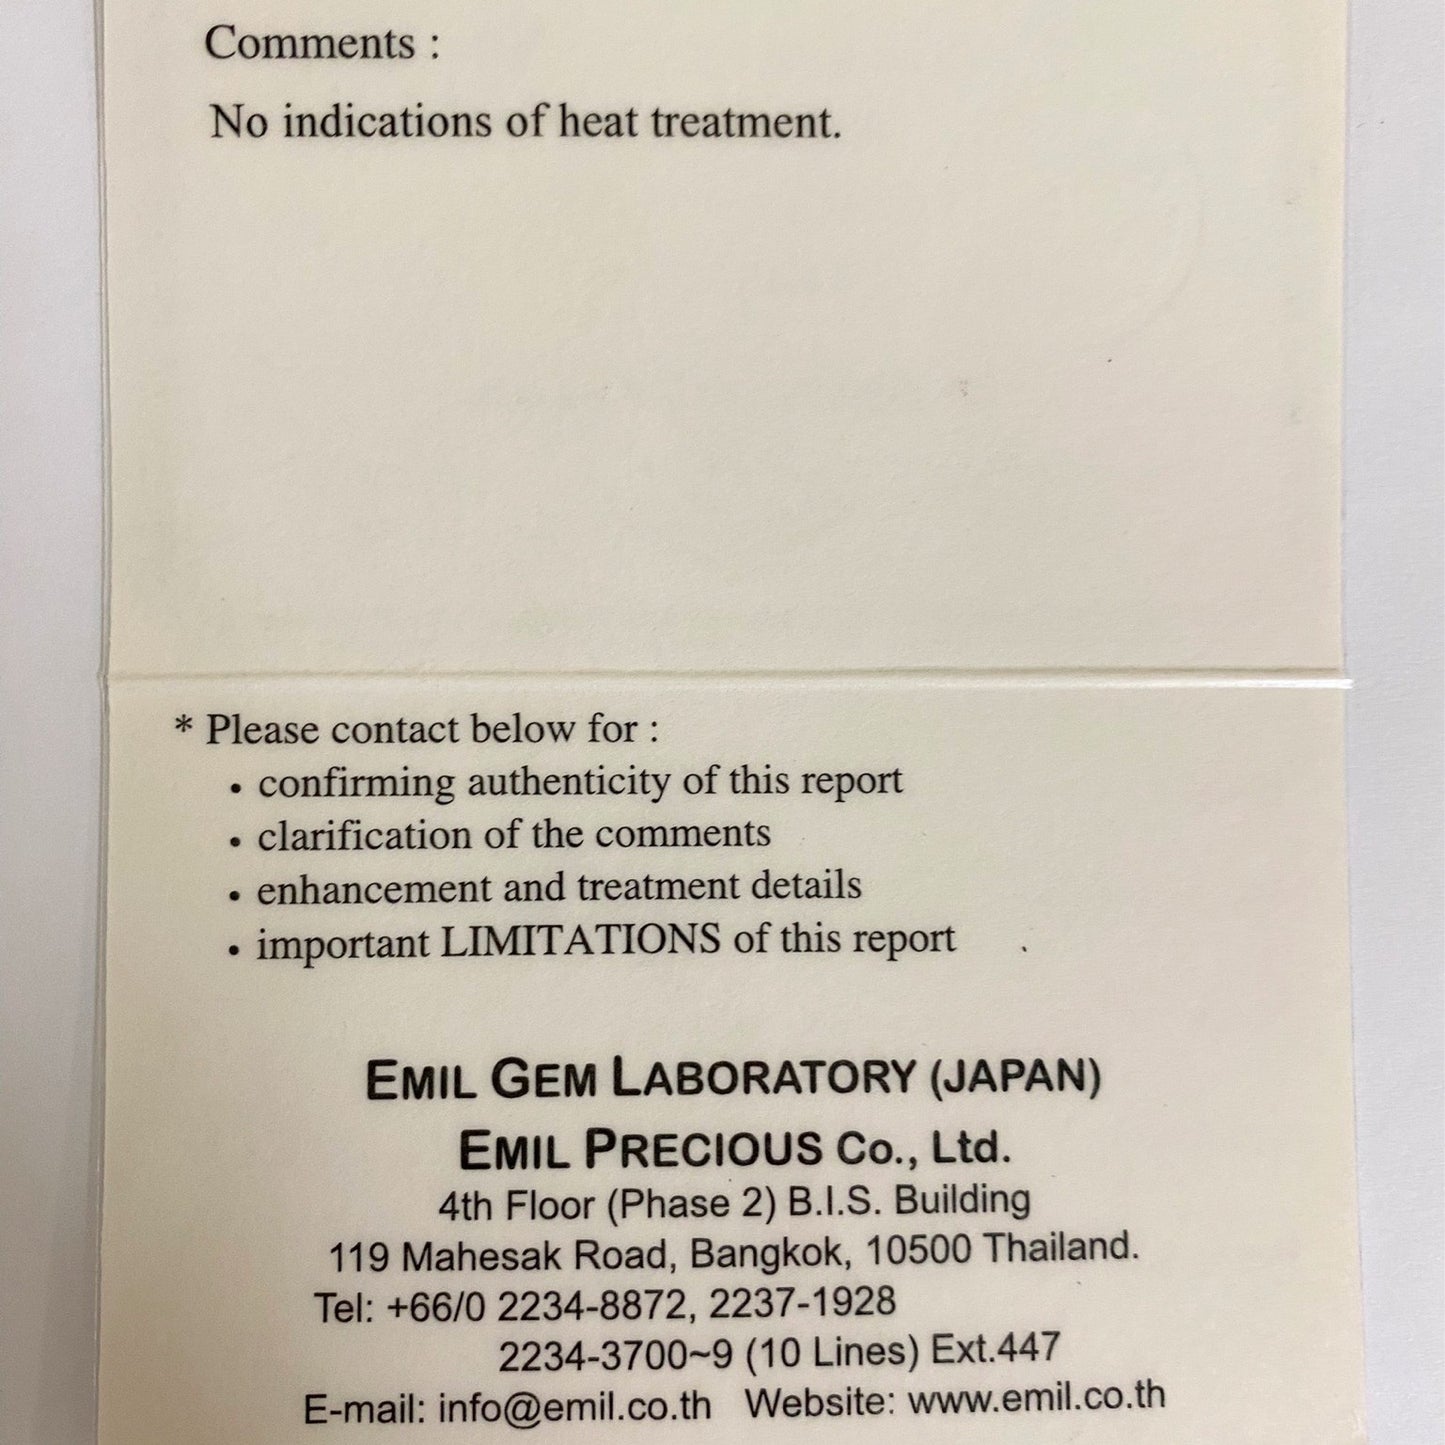 Comments :
No indications of heat treatment.
* Please contact below for :
• confirming authenticity of this report
• clarification of the comments
• enhancement and treatment details
• important LIMITATIONS of this report
EMIL GEM LABORATORY (JAPAN)
EMIL PRECIOUS Co., Ltd.
4th Floor (Phase 2) B.I.S. Building
119 Mahesak Road, Bangkok, 10500 Thailand.
Tel: +66/0 2234-8872, 2237-1928
2234-3700~9 (10 Lines) Ext.447
E-mail: info@emil.co.th Website: www.emil.co.th